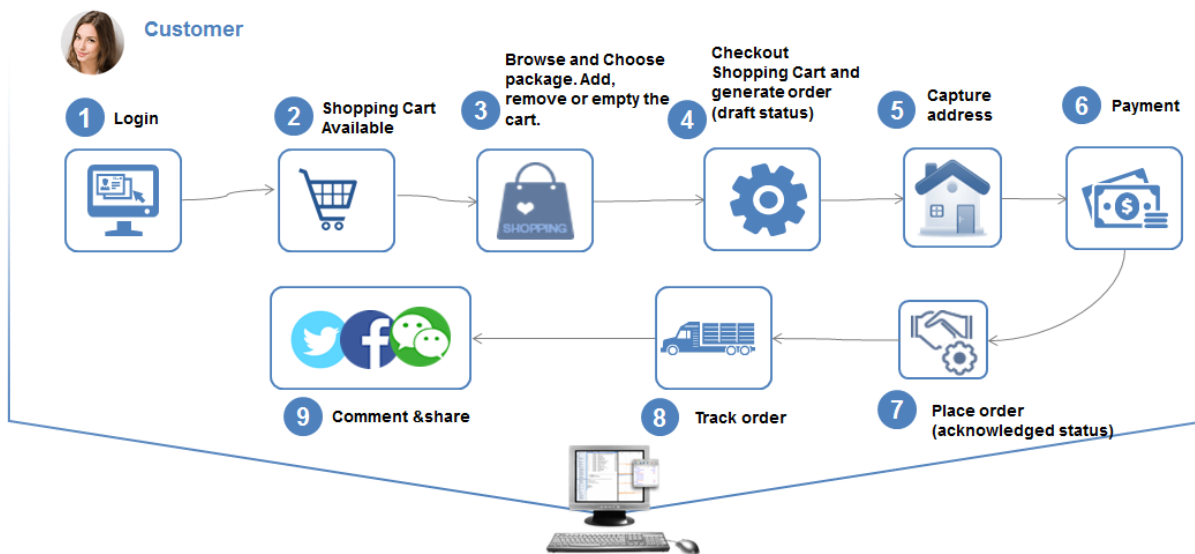 Customer
1
Login
2
Shopping Cart
Available
3
Browse and Choose
package. Add,
remove or empty the
cart.
4
Checkout
Shopping Cart and
generate order
(draft status)
5
Capture
address
6
Payment
SHOPPING
$
9
Comment &share
8
Track order
7
Place order
(acknowledged status)